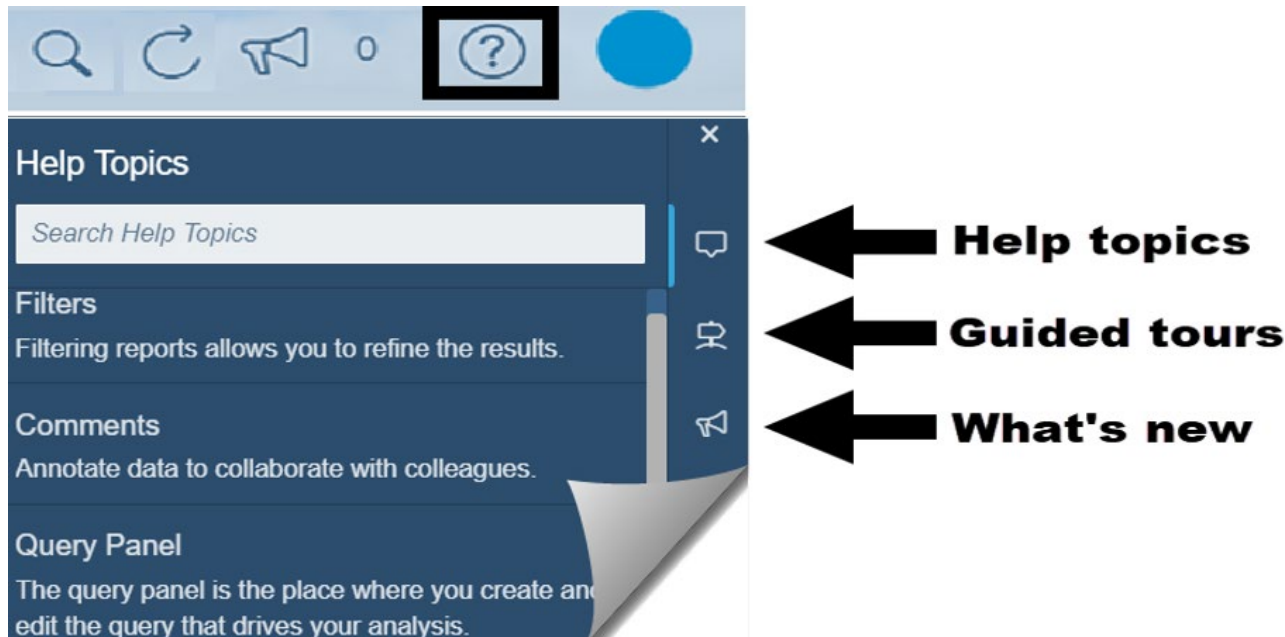 0
?
Help Topics
Search Help Topics
Help topics
Filters
Filtering reports allows you to refine the results.
Guided tours
Comments
Annotate data to collaborate with colleagues.
What's new
Query Panel
The query panel is the place where you create and
edit the query that drives your analysis.